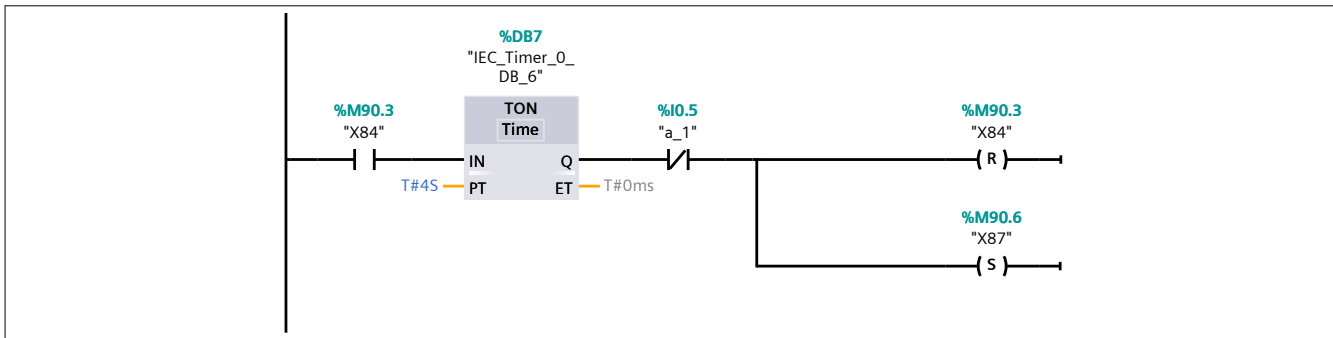 %DB7
"IEC_Timer_0_
DB_6"
%M90.3
"X84"
TON
Time
%I0.5
"a_1"
%M90.3
"X84"
IN
Q
R
T#4S
PT
ET
T#0ms
%M90.6
"X87"
S